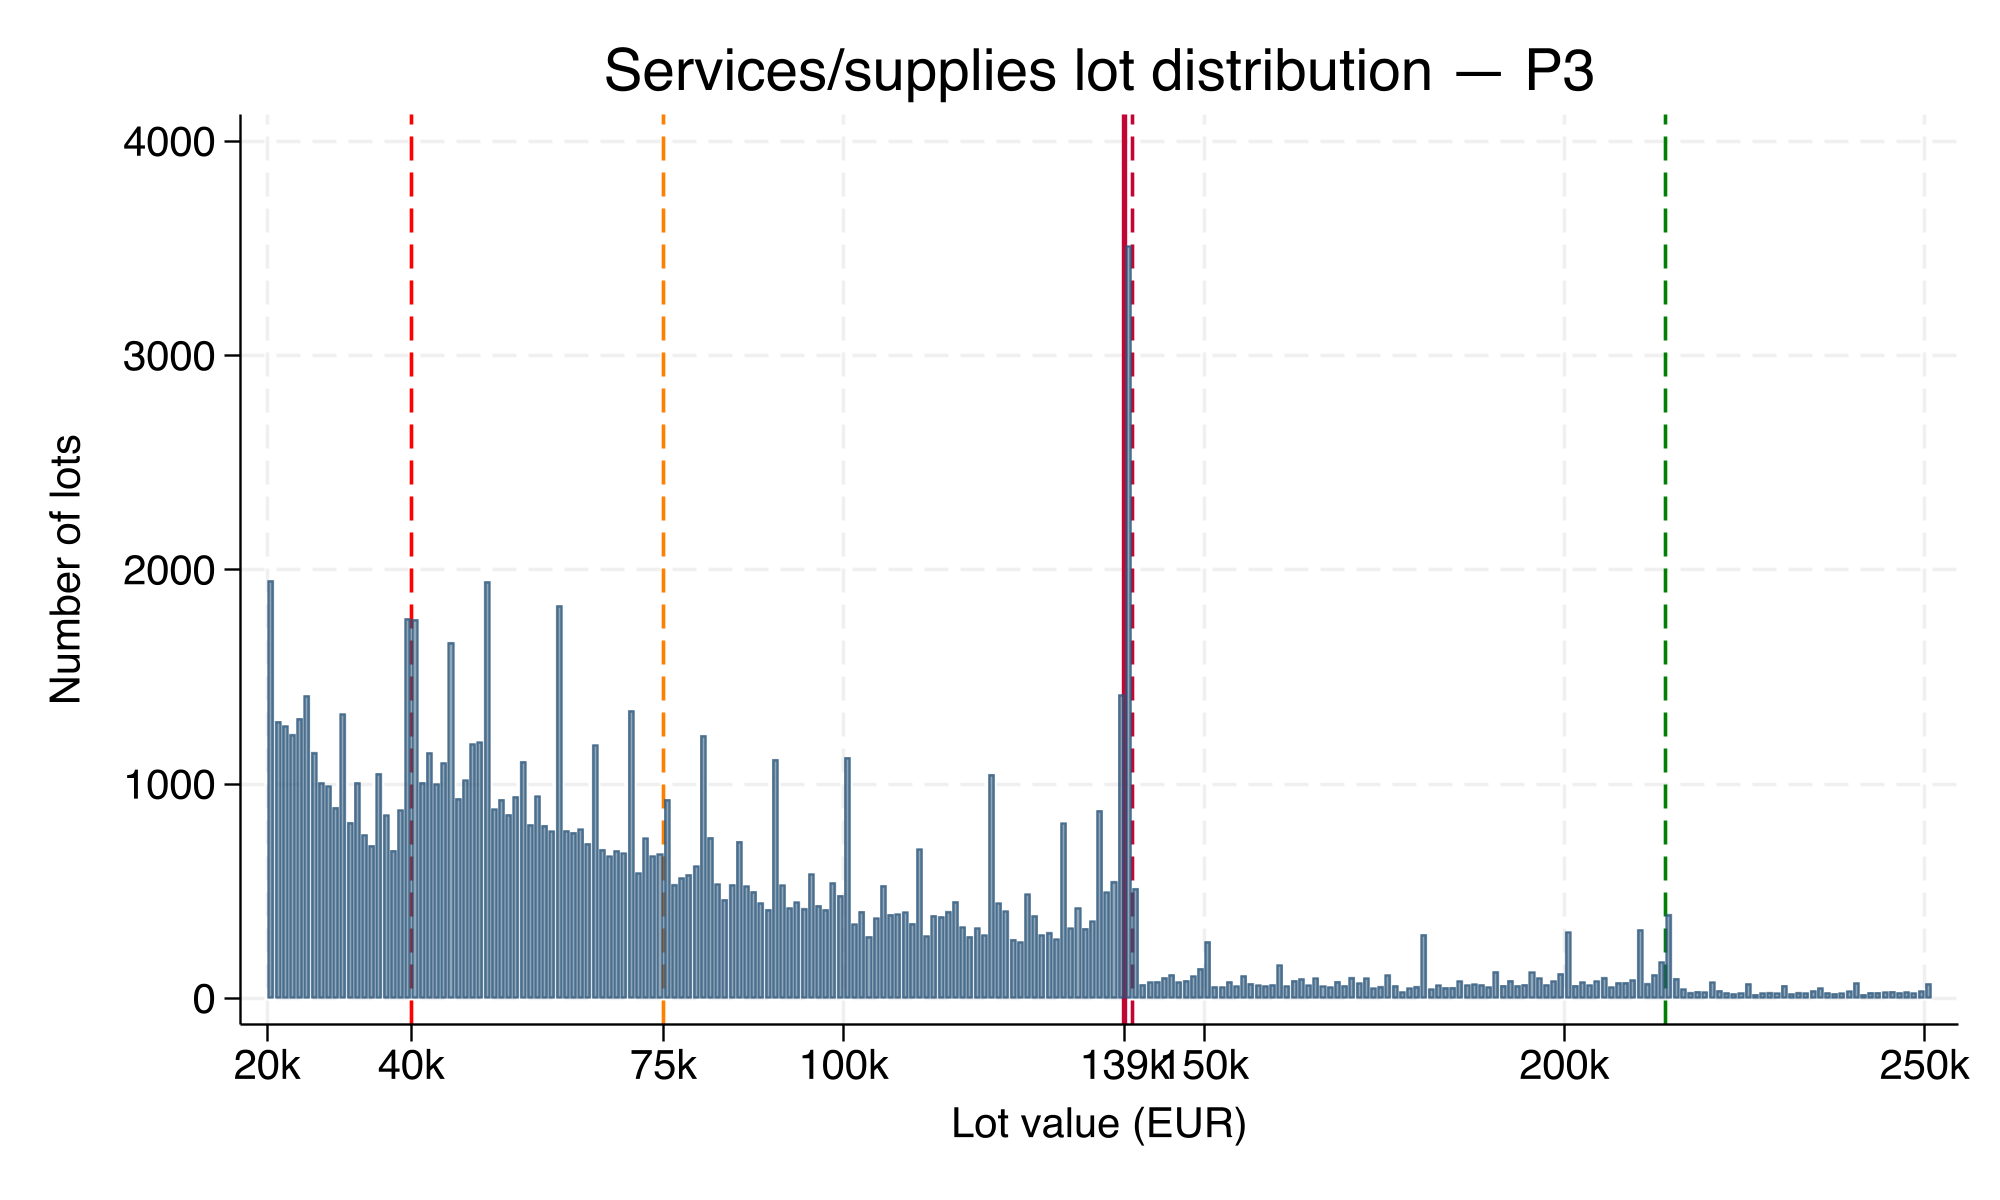 Services/supplies lot distribution — P3
Number of lots
4000
3000
2000
1000
0
20k 40k 75k 100k 139k 150k 200k 250k
Lot value (EUR)